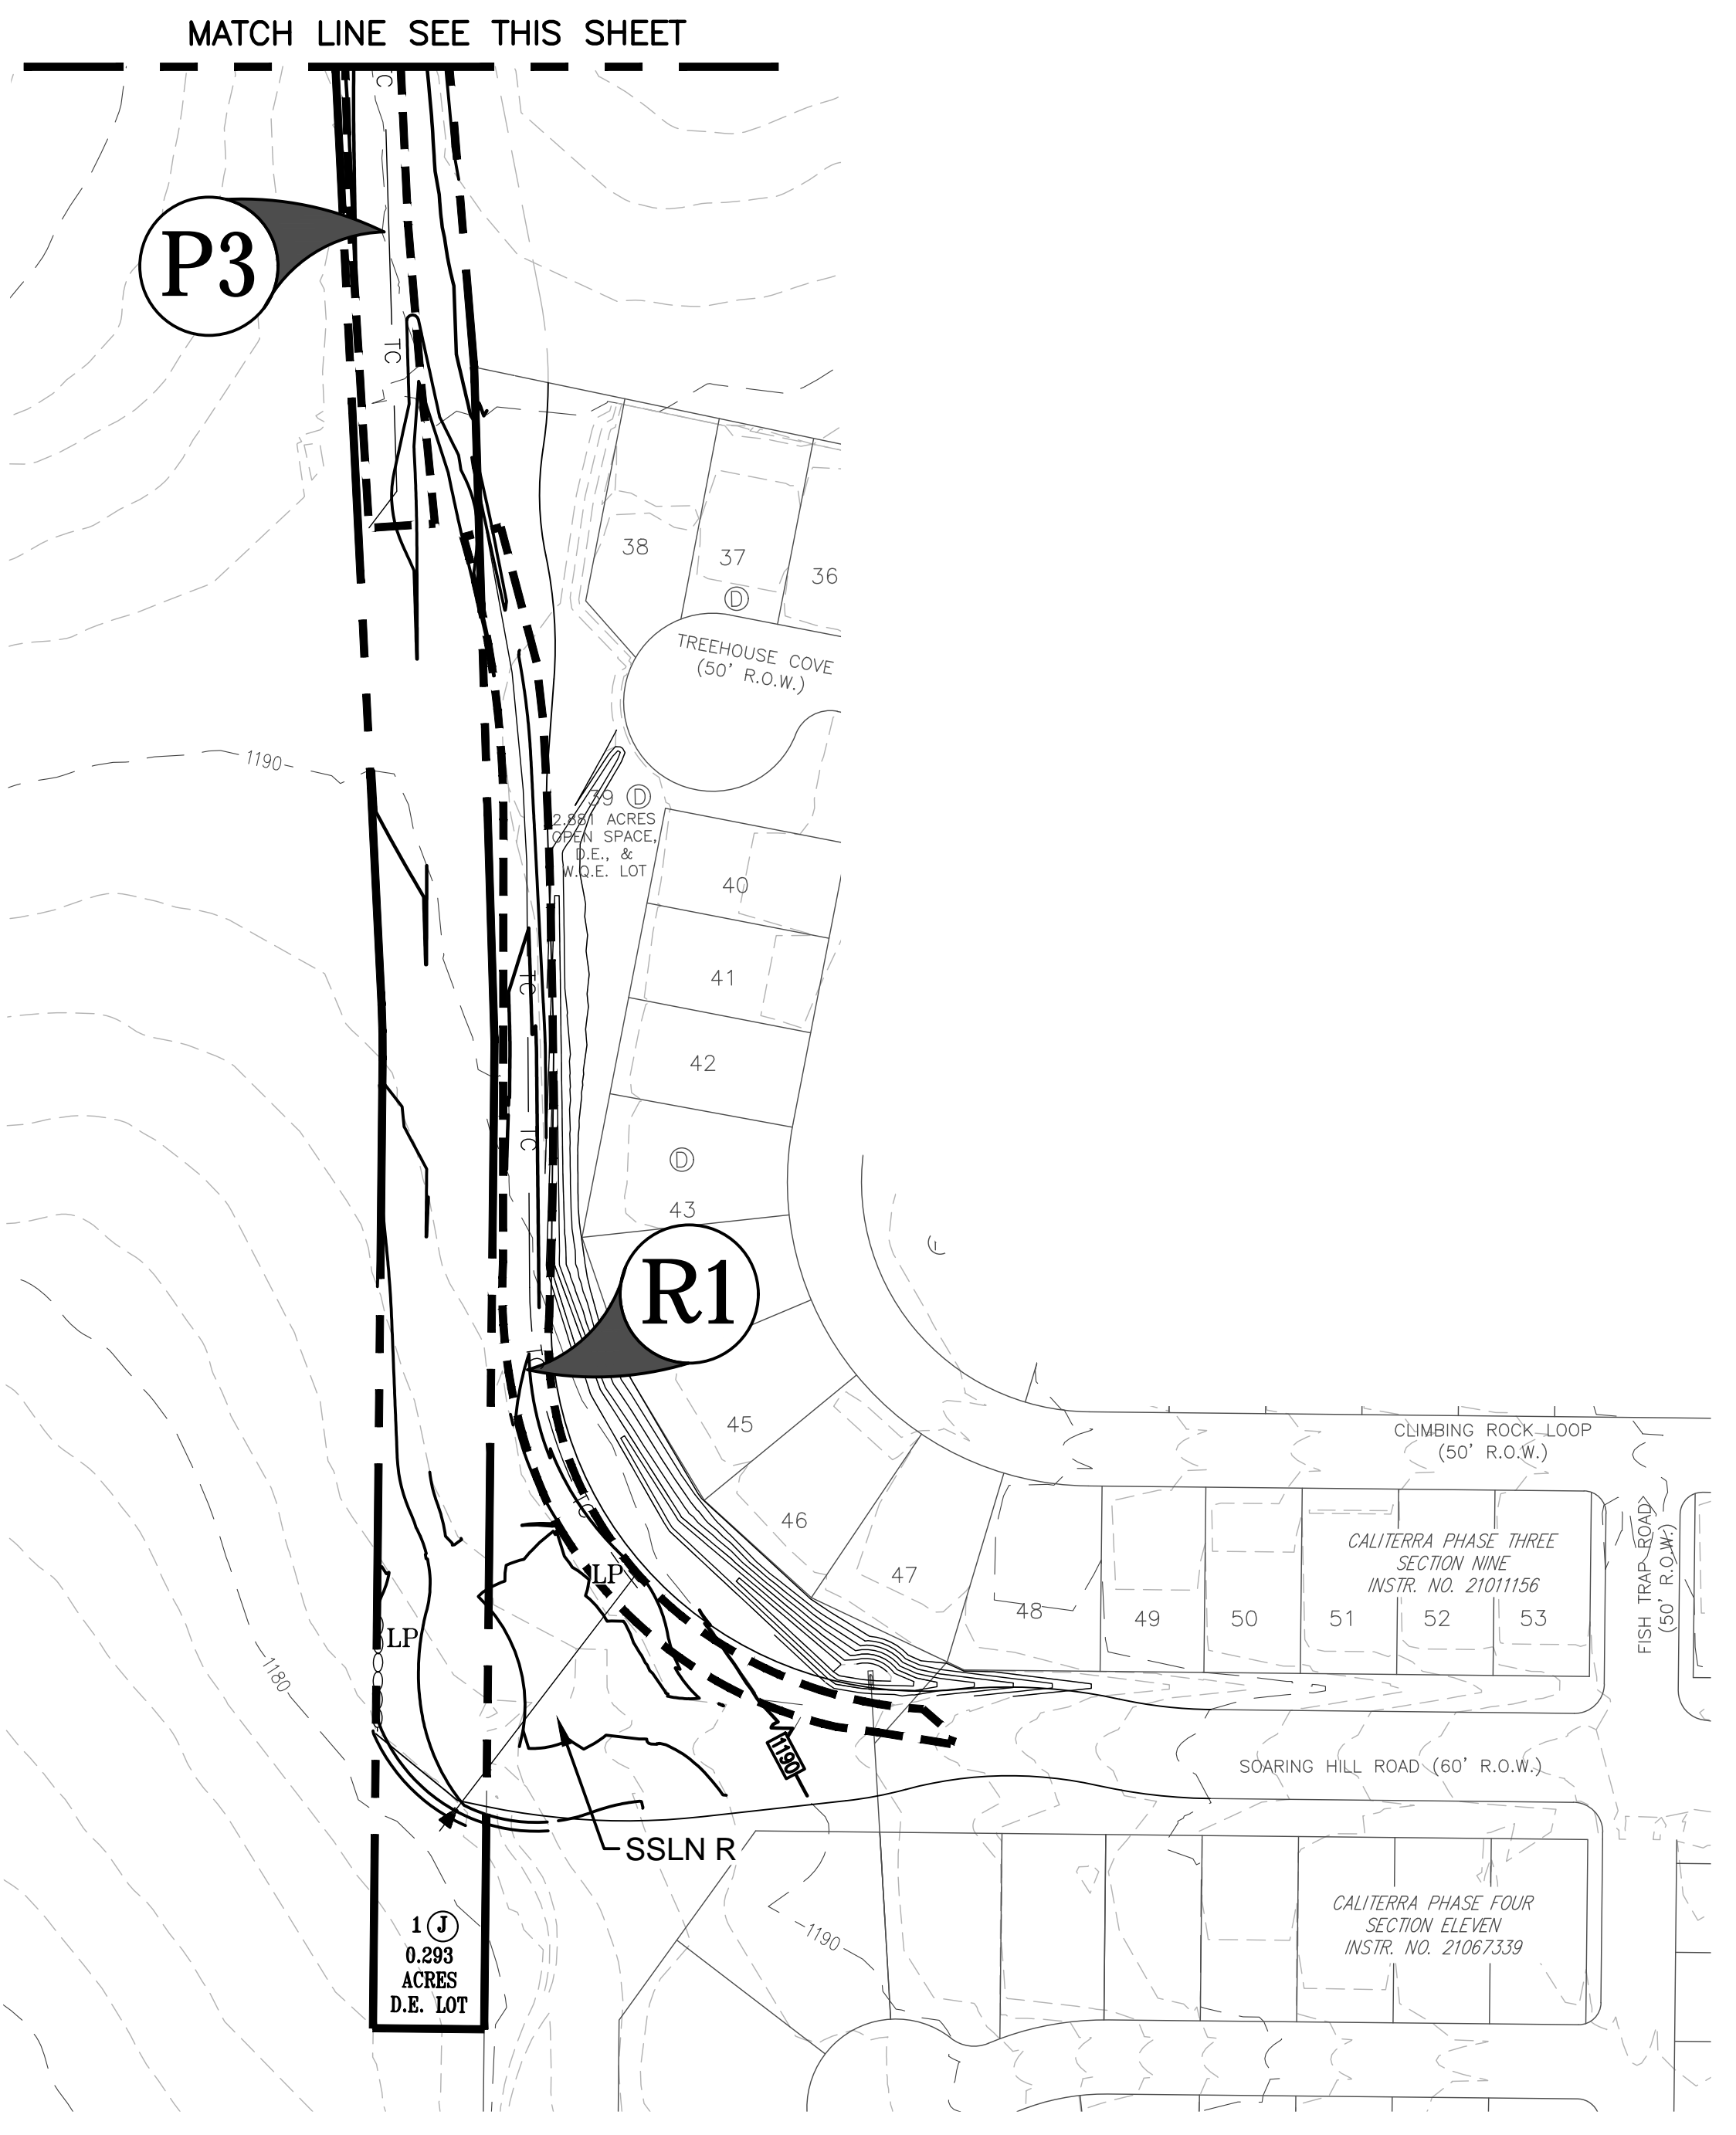 MATCH LINE SEE THIS SHEET
TC
P3
TC
38
37
36
D
TREEHOUSE COVE
(50' R.O.W.)
1190
39 D
2.881 ACRES
OPEN SPACE,
D.E., &
W.Q.E. LOT
40
41
TC
42
TC
D
43
R1
TC
45
CLIMBING ROCK LOOP
(50' R.O.W.)
TC
46
FISH TRAP ROAD
(50' R.O.W.)
CALITERRA PHASE THREE
SECTION NINE
INSTR. NO. 21011156
LP
47
48
49
50
51
52
53
LP
1180
1190
SOARING HILL ROAD (60' R.O.W.)
SSLN R
1 J
0.293
ACRES
D.E. LOT
1190
CALITERRA PHASE FOUR
SECTION ELEVEN
INSTR. NO. 21067339